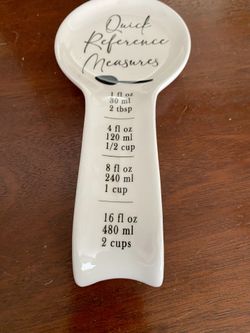 Quick
Reference
Measures
1 fl oz
30 ml
2 tbsp
4 fl oz
120 ml
1/2 cup
8 fl oz
240 ml
1 cup
16 fl oz
480 ml
2 cups